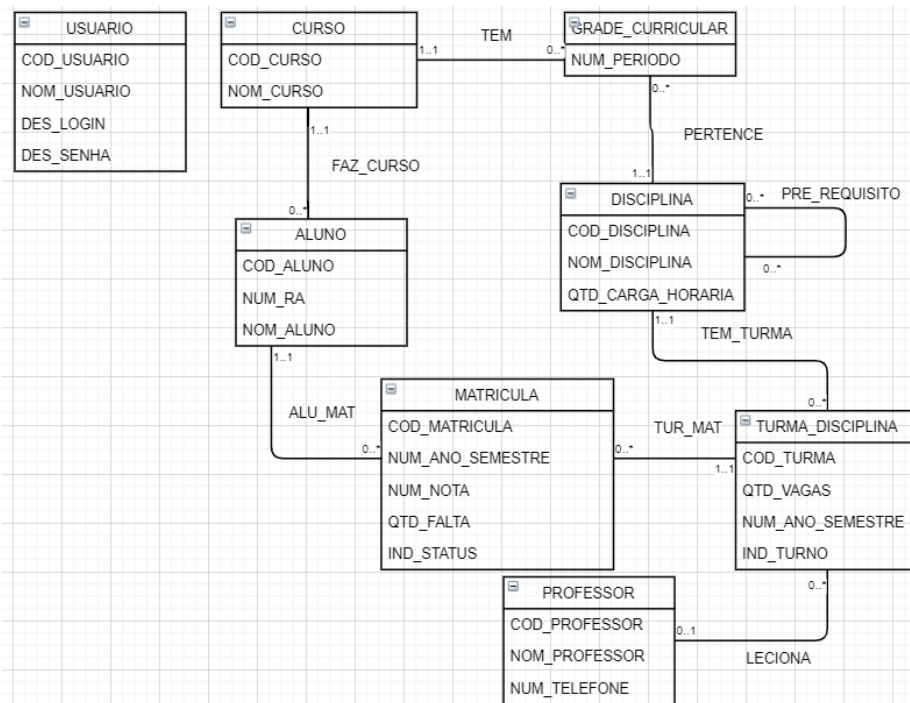 USUARIO
COD_USUARIO
NOM_USUARIO
DES_LOGIN
DES_SENHA
CURSO
COD_CURSO
NOM_CURSO
1..1
TEM
0..*
GRADE_CURRICULAR
NUM_PERIODO
1..1
FAZ_CURSO
0..*
0..*
PERTENCE
1..1
ALUNO
COD_ALUNO
NUM_RA
NOM_ALUNO
DISCIPLINA
COD_DISCIPLINA
NOM_DISCIPLINA
QTD_CARGA_HORARIA
0..*
PRE_REQUISITO
0..*
1..1
TEM_TURMA
0..*
1..1
ALU_MAT
0..*
MATRICULA
COD_MATRICULA
NUM_ANO_SEMESTRE
NUM_NOTA
QTD_FALTA
IND_STATUS
0..*
TUR_MAT
1..1
TURMA_DISCIPLINA
COD_TURMA
QTD_VAGAS
NUM_ANO_SEMESTRE
IND_TURNO
0..*
PROFESSOR
COD_PROFESSOR
NOM_PROFESSOR
NUM_TELEFONE
0..1
LECIONA